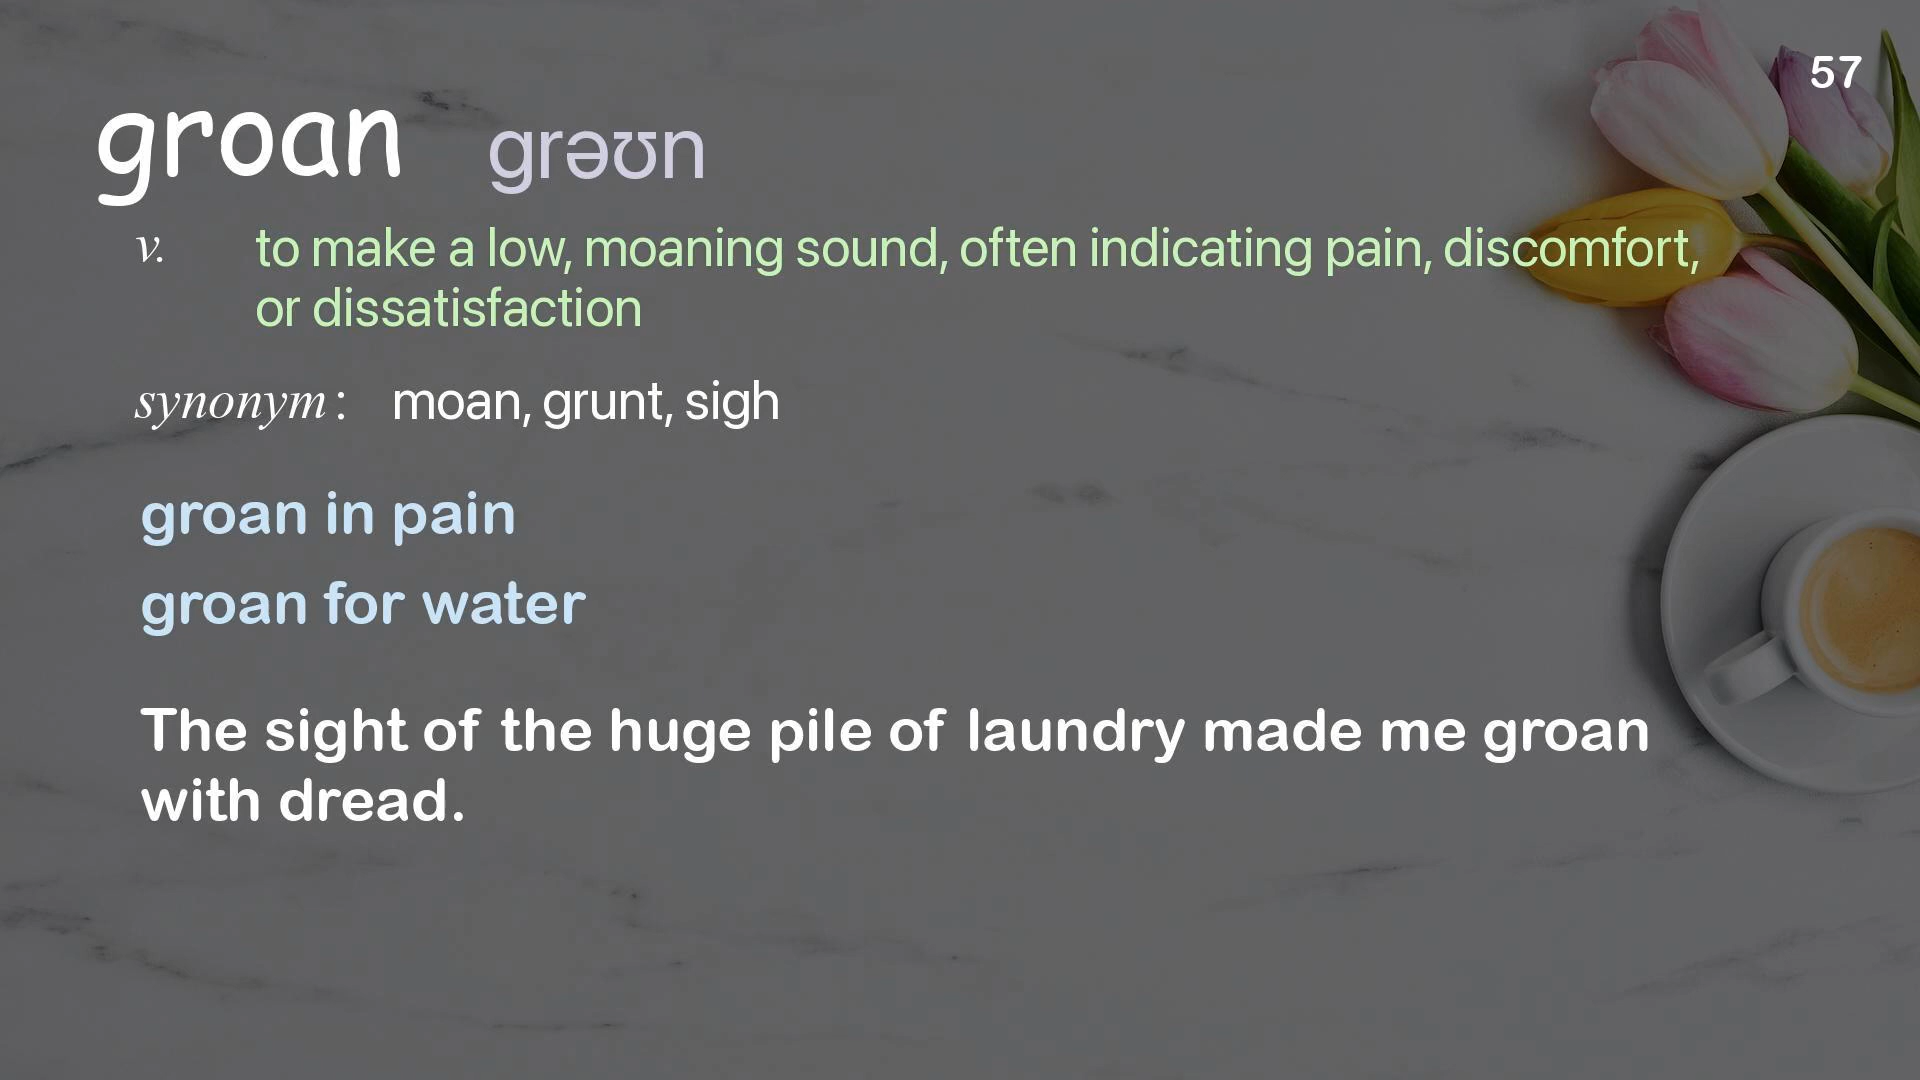 57
groan grəʊn
v. to make a low, moaning sound, often indicating pain, discomfort,
or dissatisfaction
synonym: moan, grunt, sigh
groan in pain
groan for water
The sight of the huge pile of laundry made me groan
with dread.